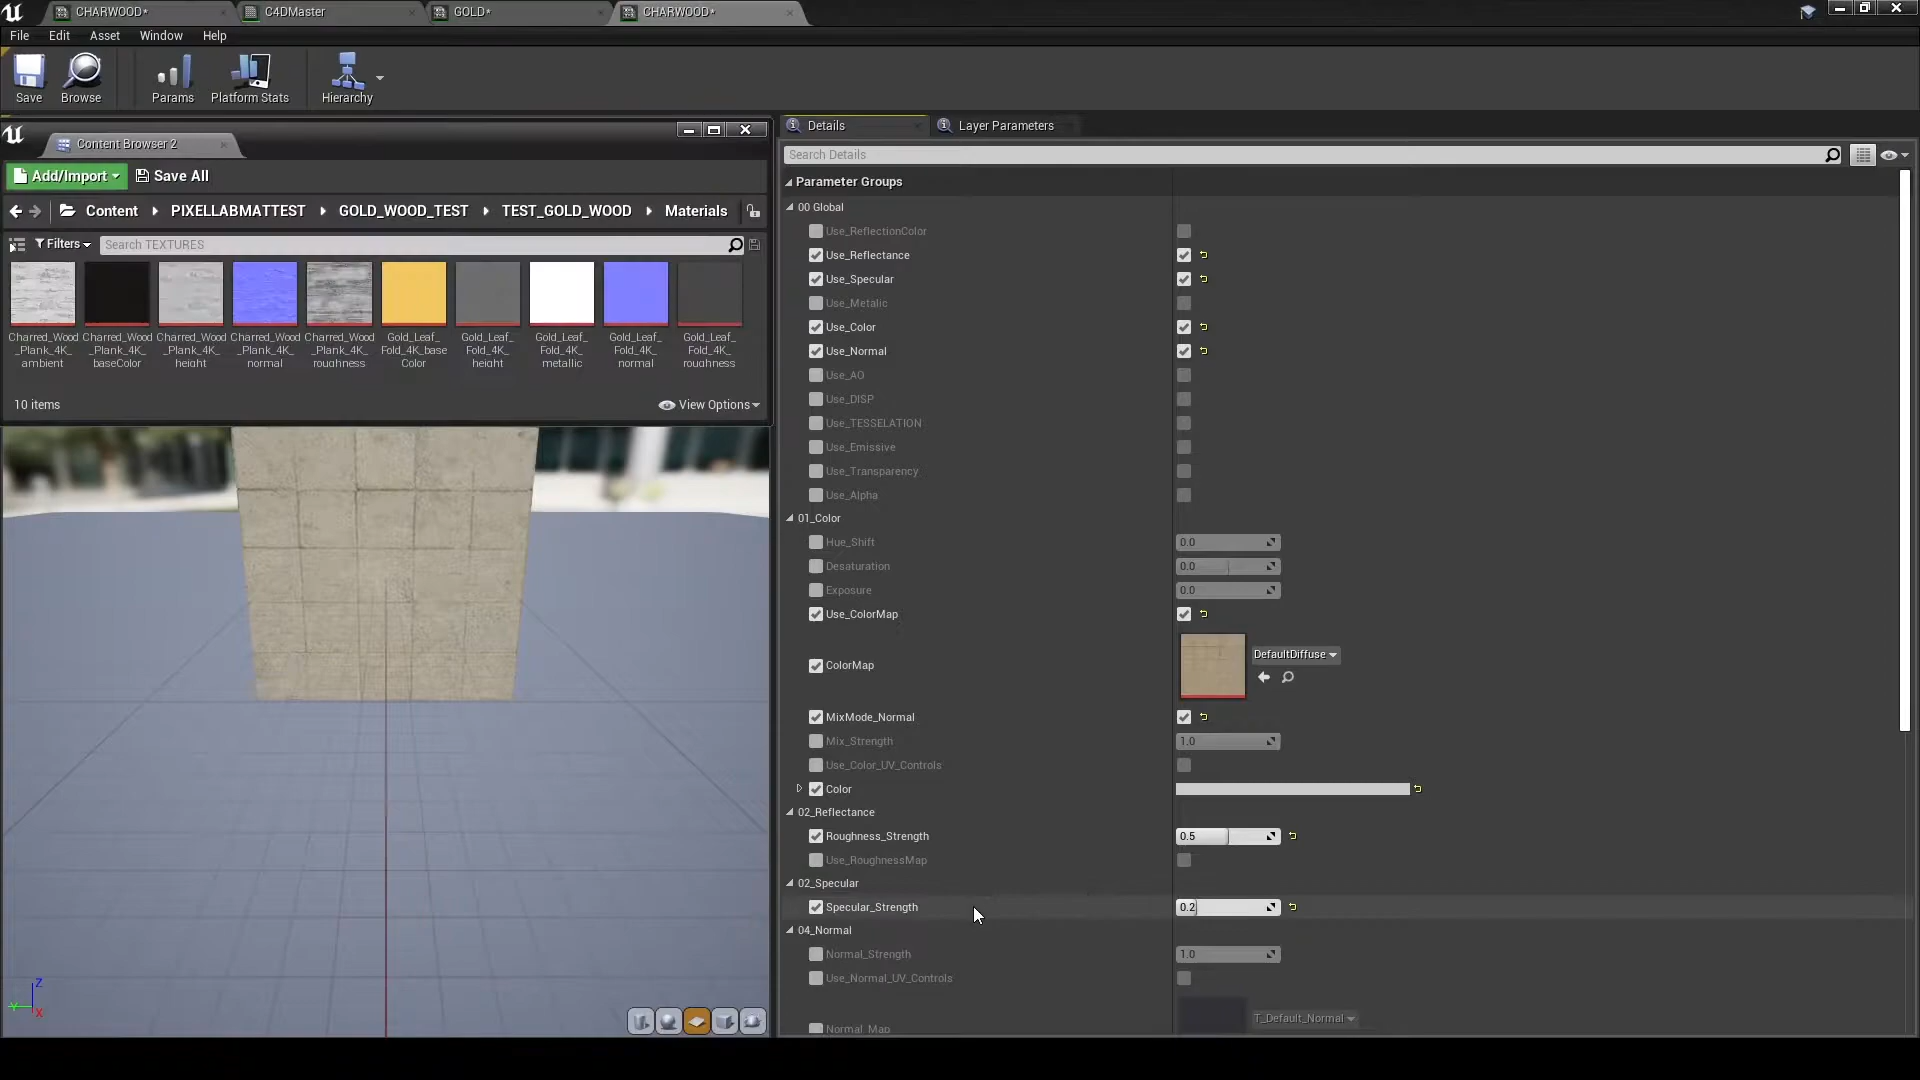 CHARWOOD*
C4DMaster
GOLD*
CHARWOOD*
File Edit Asset Window Help
Save Browse Params Platform Stats Hierarchy
Content Browser 2
Add/Import Save All
Content PIXELLABMATTEST GOLD_WOOD_TEST TEST_GOLD_WOOD Materials
Filters Search TEXTURES
Charred_Wood _Plank_4K_ ambient
Charred_Wood _Plank_4K_ baseColor
Charred_Wood _Plank_4K_ height
Charred_Wood _Plank_4K_ normal
Charred_Wood _Plank_4K_ roughness
Gold_Leaf_ Fold_4K_base Color
Gold_Leaf_ Fold_4K_ height
Gold_Leaf_ Fold_4K_ metallic
Gold_Leaf_ Fold_4K_ normal
Gold_Leaf_ Fold_4K_ roughness
10 items View Options
Z
Y
X
Details Layer Parameters
Search Details
Parameter Groups
00 Global
Use_ReflectionColor
Use_Reflectance
Use_Specular
Use_Metalic
Use_Color
Use_Normal
Use_AO
Use_DISP
Use_TESSELATION
Use_Emissive
Use_Transparency
Use_Alpha
01_Color
Hue_Shift 0.0
Desaturation 0.0
Exposure 0.0
Use_ColorMap
ColorMap DefaultDiffuse
MixMode_Normal
Mix_Strength 1.0
Use_Color_UV_Controls
Color
02_Reflectance
Roughness_Strength 0.5
Use_RoughnessMap
02_Specular
Specular_Strength 0.2
04_Normal
Normal_Strength 1.0
Use_Normal_UV_Controls
Normal_Map T_Default_Normal